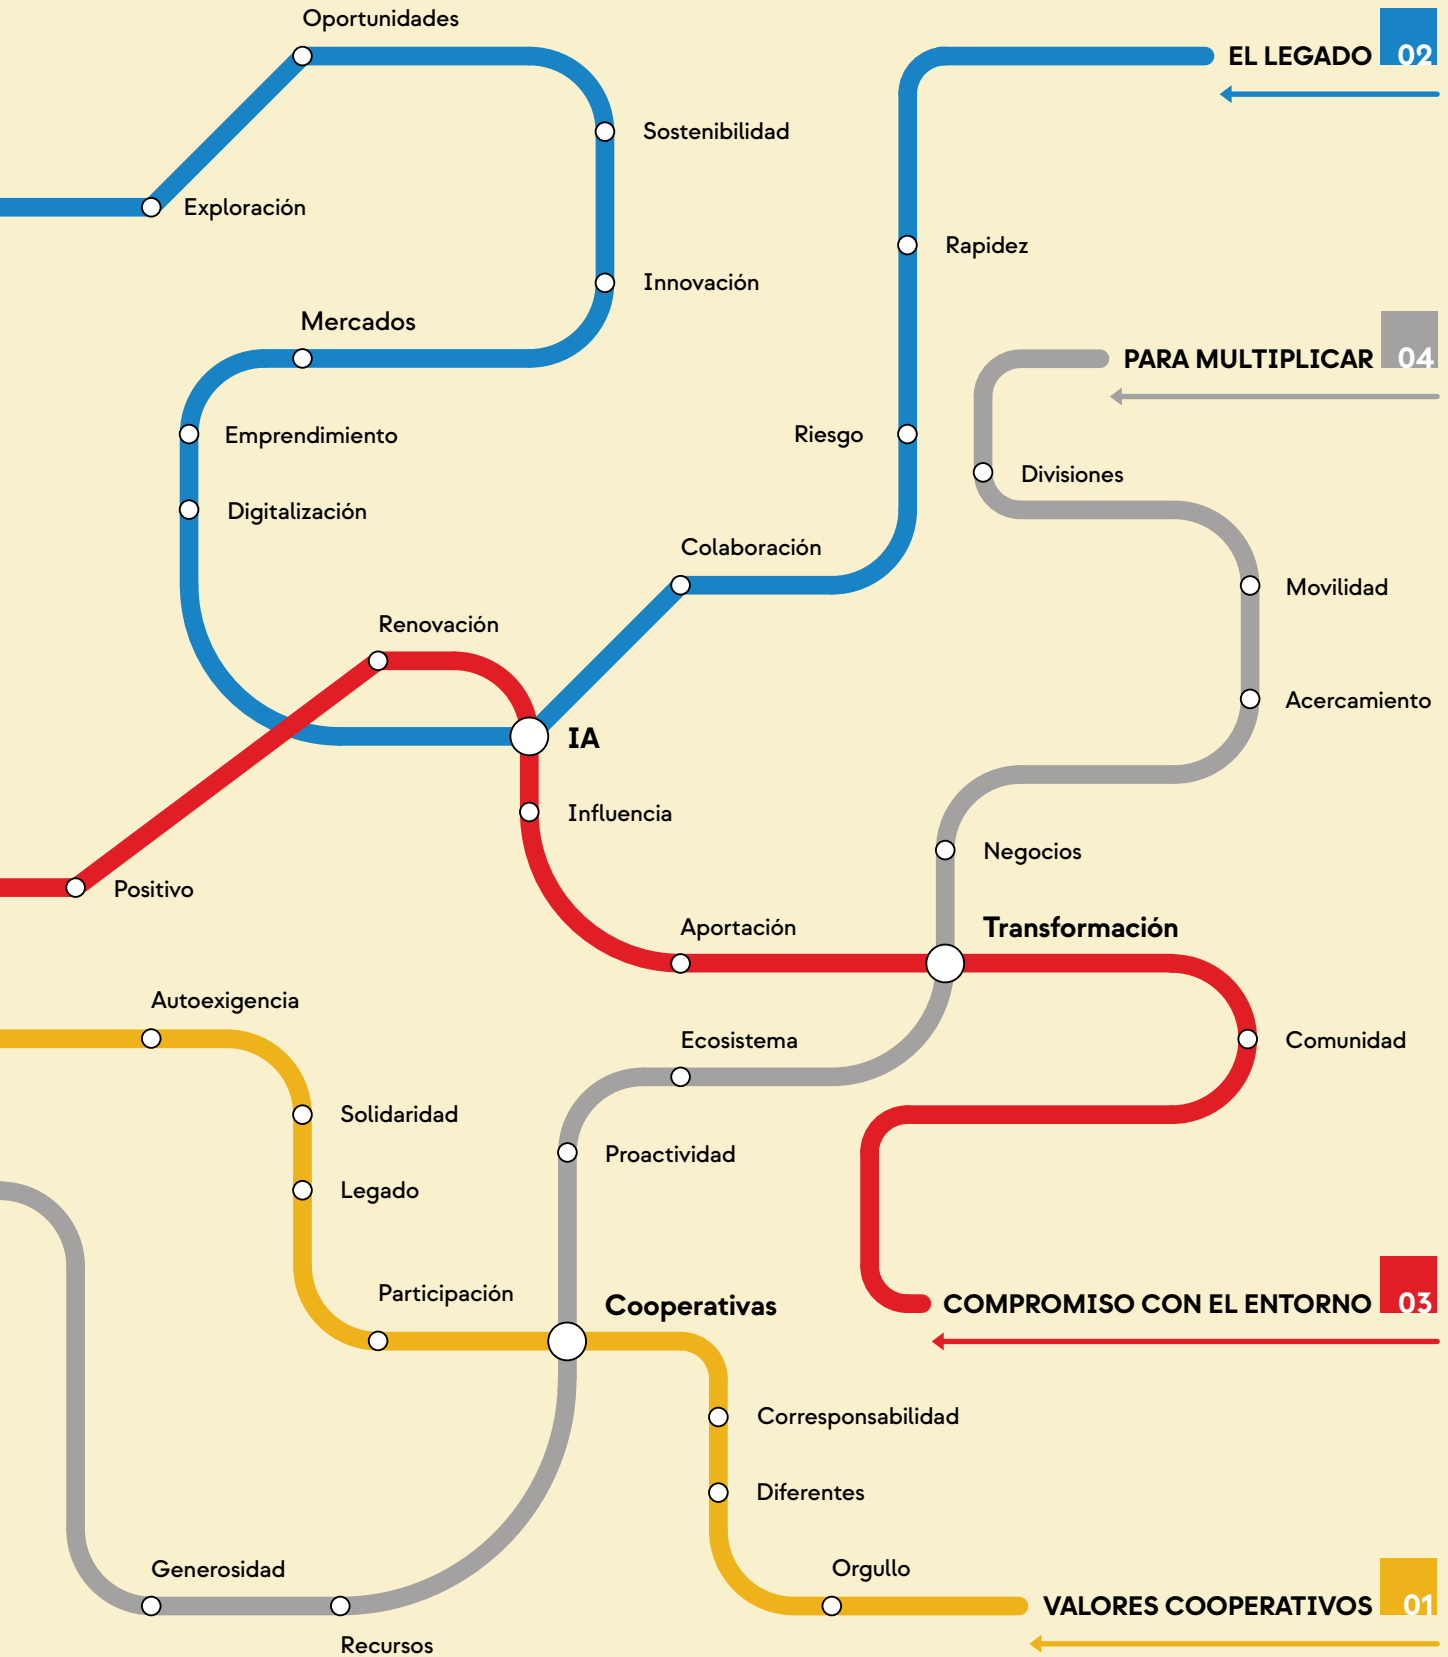 Oportunidades
EL LEGADO 02
Sostenibilidad
Exploración
Rapidez
Innovación
Mercados
PARA MULTIPLICAR 04
Emprendimiento
Riesgo
Divisiones
Digitalización
Colaboración
Movilidad
Renovación
Acercamiento
IA
Influencia
Negocios
Positivo
Aportación
Transformación
Autoexigencia
Ecosistema
Comunidad
Solidaridad
Proactividad
Legado
Participación
Cooperativas
COMPROMISO CON EL ENTORNO 03
Corresponsabilidad
Diferentes
Generosidad
Orgullo
VALORES COOPERATIVOS 01
Recursos